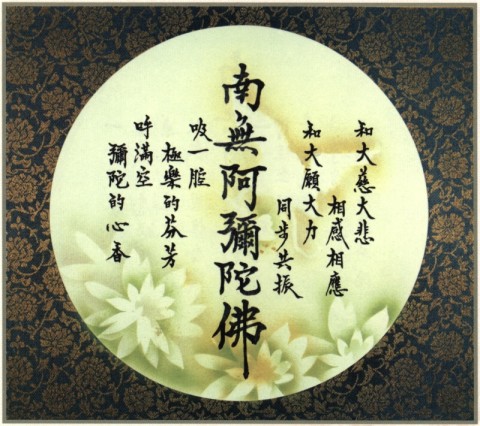 和大慈大悲
相感相應
和大願大力
同步共振
南無阿彌陀佛
吸一腔
極樂的芬芳
呼滿空
彌陀的心香